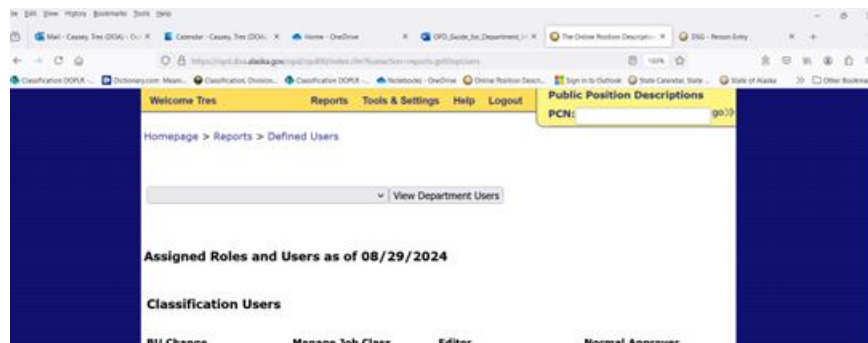 File Edit View History Bookmarks Tools Help
Mail - Causey, Tres (DOA) - Ou
Calendar - Causey, Tres (DOA)
Home - OneDrive
OPD_Guide_for_Department_
The Online Position Description
DSG - Person Entry
Classification DOPLR -
Dictionary.com: Mean
Classification, Division
Classification DOPLR -
Notebooks - OneDrive
Online Position Descri
Sign in to Outlook
State Calendar, State
State of Alaska
Other Bookmar
Welcome Tres
Reports Tools & Settings Help Logout
Public Position Descriptions
PCN: go>>
Homepage > Reports > Defined Users
View Department Users
Assigned Roles and Users as of 08/29/2024
Classification Users
BU Change Manage Job Class Editor Normal Approver